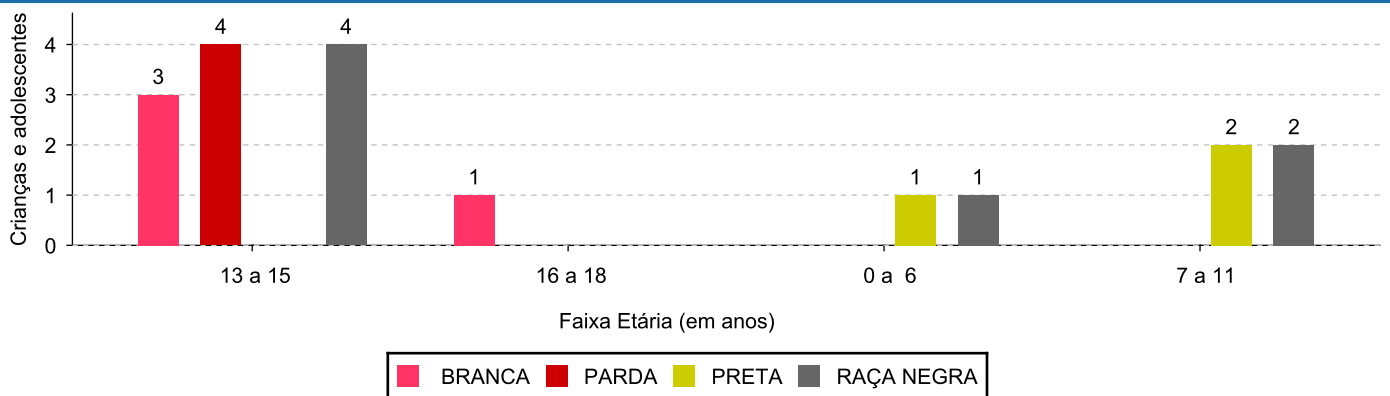 Crianças e adolescentes
4
3
2
1
0
3
4
4
1
1
1
2
2
13 a 15
16 a 18
0 a  6
7 a 11
Faixa Etária (em anos)
BRANCA PARDA PRETA RAÇA NEGRA